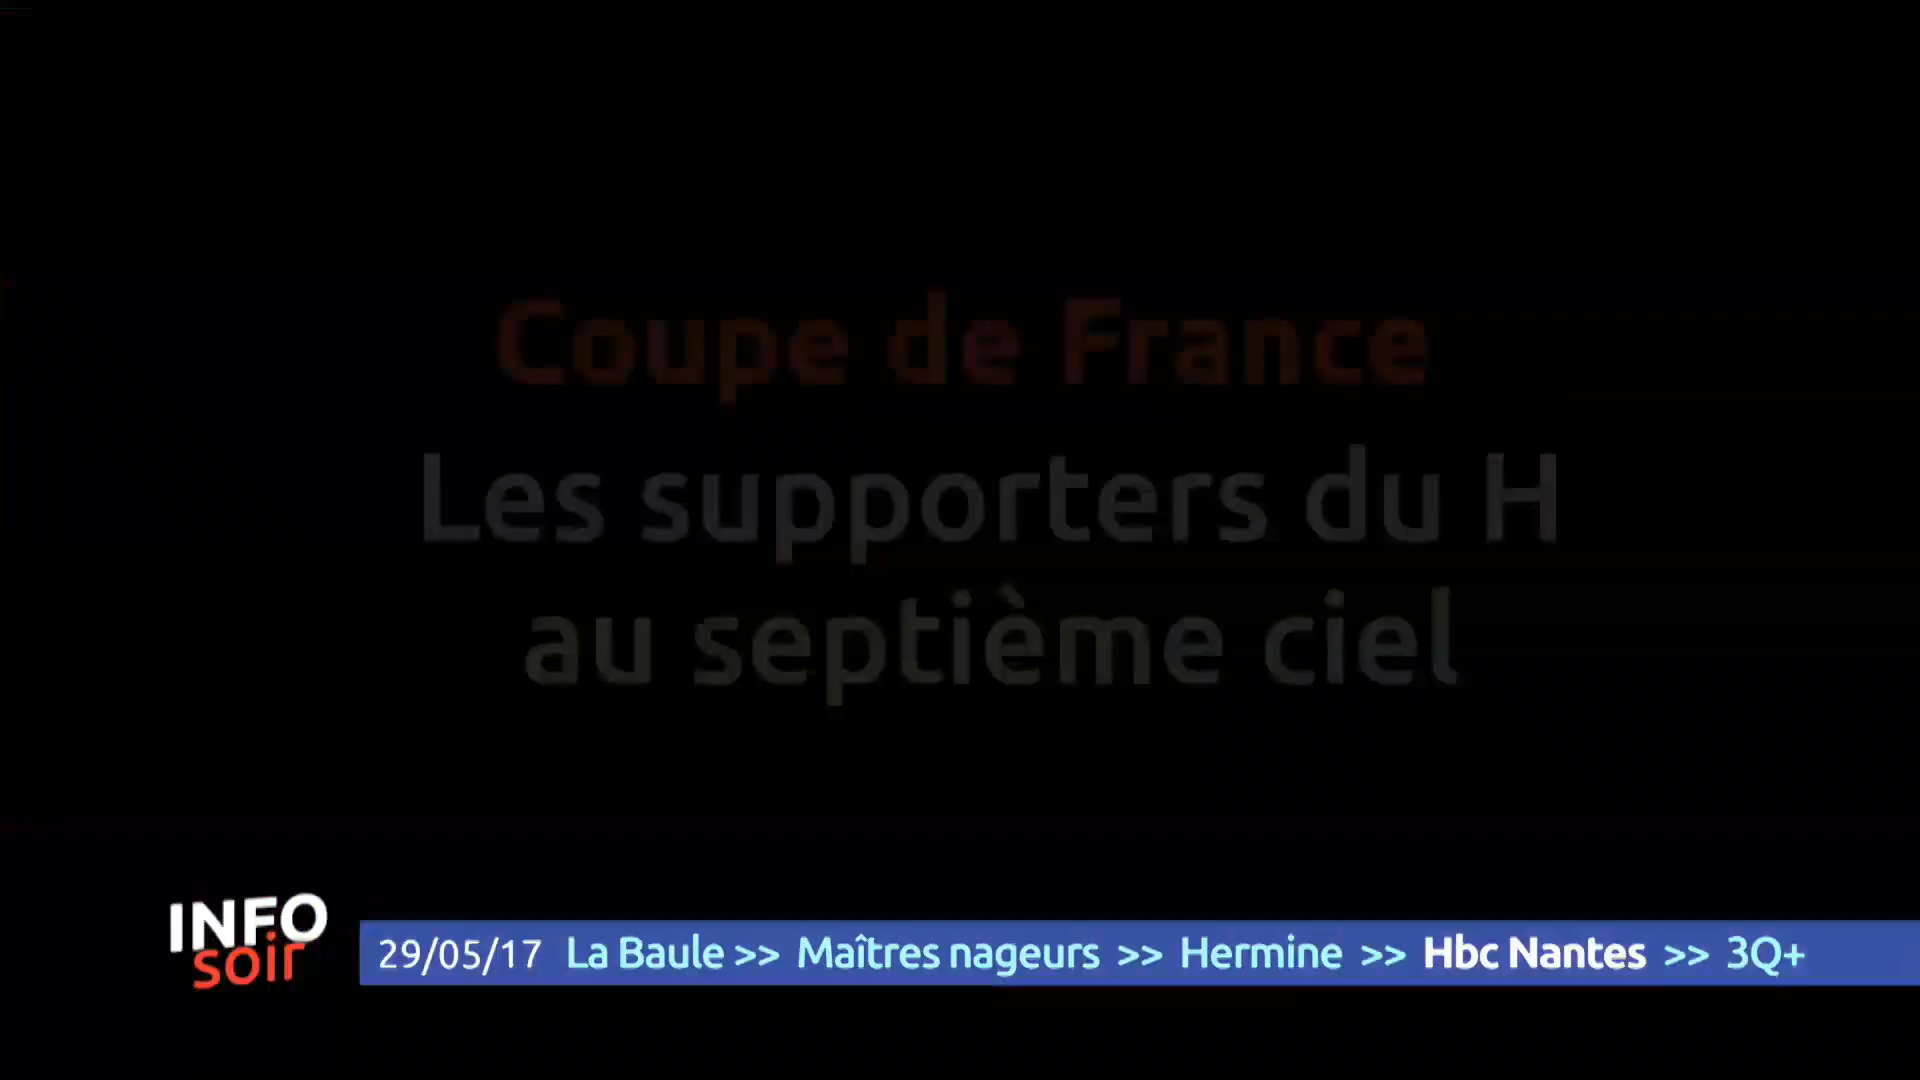 Coupe de France
Les supporters du H
au septième ciel
INFO
soir
29/05/17 La Baule >> Maîtres nageurs >> Hermine >> Hbc Nantes >> 3Q+